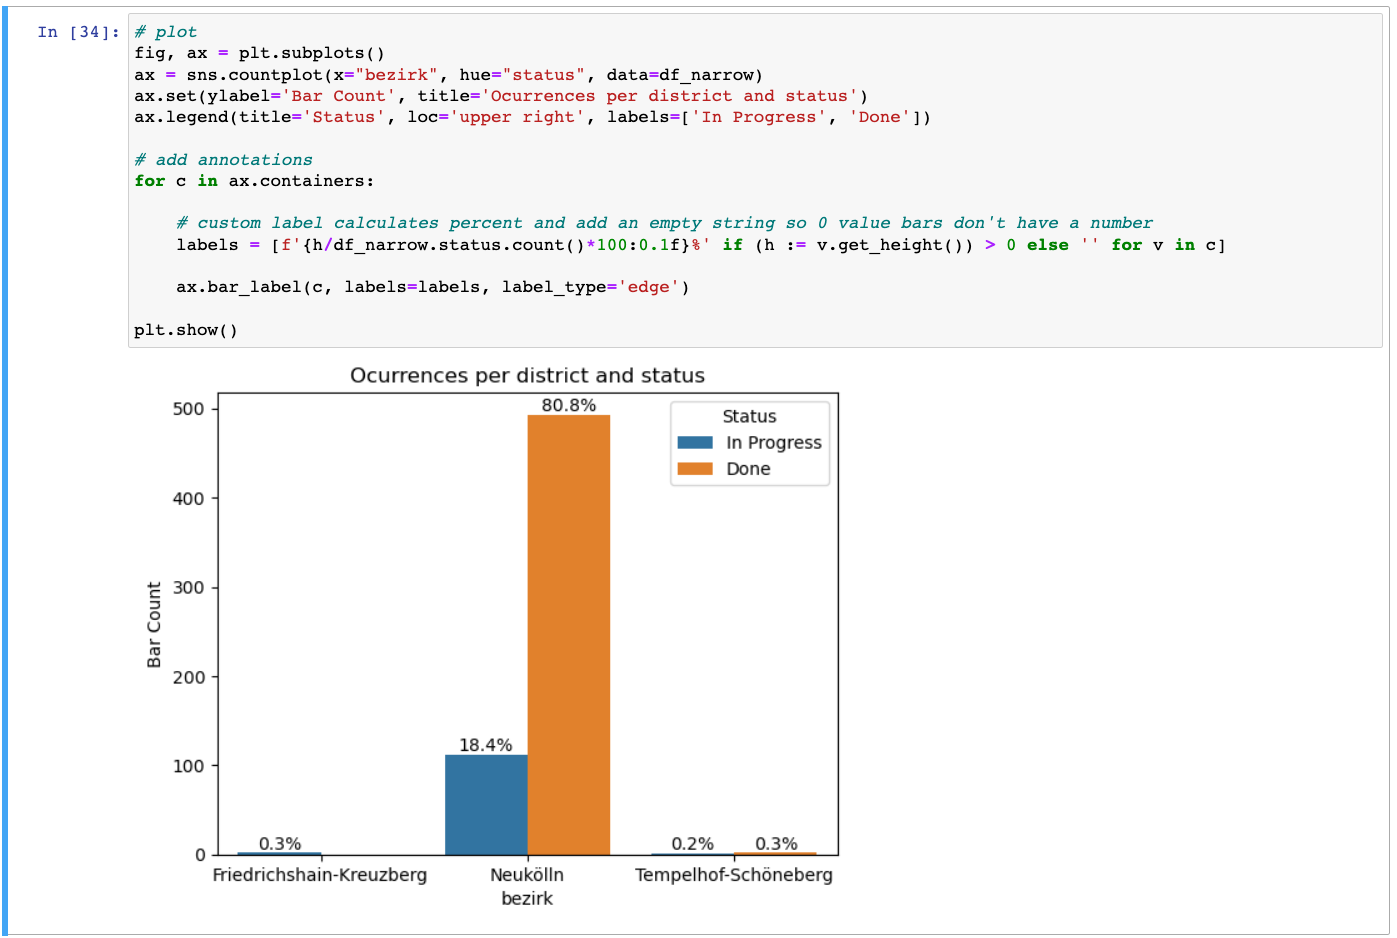 In [34]: # plot
fig, ax = plt.subplots()
ax = sns.countplot(x="bezirk", hue="status", data=df_narrow)
ax.set(ylabel='Bar Count', title='Ocurrences per district and status')
ax.legend(title='Status', loc='upper right', labels=['In Progress', 'Done'])
# add annotations
for c in ax.containers:
# custom label calculates percent and add an empty string so 0 value bars don't have a number
labels = [f'{h/df_narrow.status.count()*100:0.1f}%' if (h := v.get_height()) > 0 else '' for v in c]
ax.bar_label(c, labels=labels, label_type='edge')
plt.show()
Ocurrences per district and status
500
400
300
200
100
0
Bar Count
0.3%
18.4%
80.8%
0.2%
0.3%
Status
In Progress
Done
Friedrichshain-Kreuzberg
Neukölln
Tempelhof-Schöneberg
bezirk